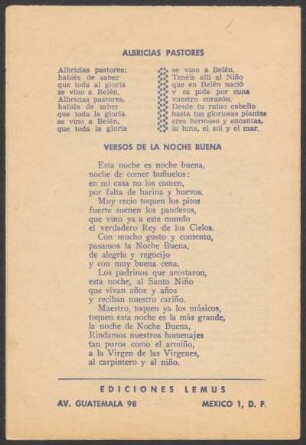 ALBRICIAS PASTORES
Albricias pastores:
habéis de saber
que toda al gloria
se vino a Belén,
Albricias pastores,
habéis de saber
que toda la gloria
se vino a Belén,
que toda la gloria
se vino a Belén.
Tenéis allí al Niño
que en Belén nació
y os pide por cuna
vuestro corazón.
Desde tu rubio cabello
hasta tus gloriosas plantas
eres hermoso y encantas,
la luna, el sol y el mar.
VERSOS DE LA NOCHE BUENA
Esta noche es noche buena,
noche de comer buñuelos:
en mi casa no los comen,
por falta de harina y huevos.
Muy recio toquen los pitos
fuerte suenen los panderos,
que vino ya a este mundo
el verdadero Rey de los Cielos.
Con mucho gusto y contento,
pasamos la Noche Buena,
de alegría y regocijo
y con muy buena cena.
Los padrinos que acostaron,
esta noche, al Santo Niño
que vivan años y años
y reciban nuestro cariño.
Maestro, toquen ya los músicos,
toquen esta noche es la más grande,
la noche de Noche Buena,
Rindamos nuestros homenajes
tan puros como el armiño,
a la Virgen de las Vírgenes,
al carpintero y al niño.
EDICIONES LEMUS
AV. GUATEMALA 98 MEXICO 1, D. F.